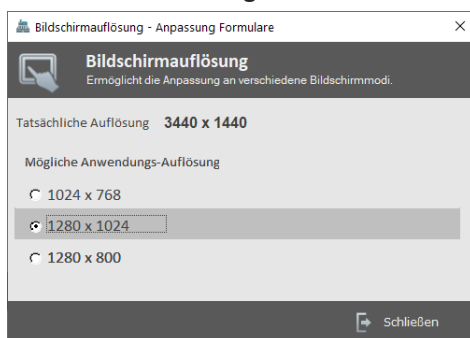 Bildschirmauflösung - Anpassung Formulare
Bildschirmauflösung
Ermöglicht die Anpassung an verschiedene Bildschirmmodi.
Tatsächliche Auflösung 3440 x 1440
Mögliche Anwendungs-Auflösung
1024 x 768
1280 x 1024
1280 x 800
Schließen